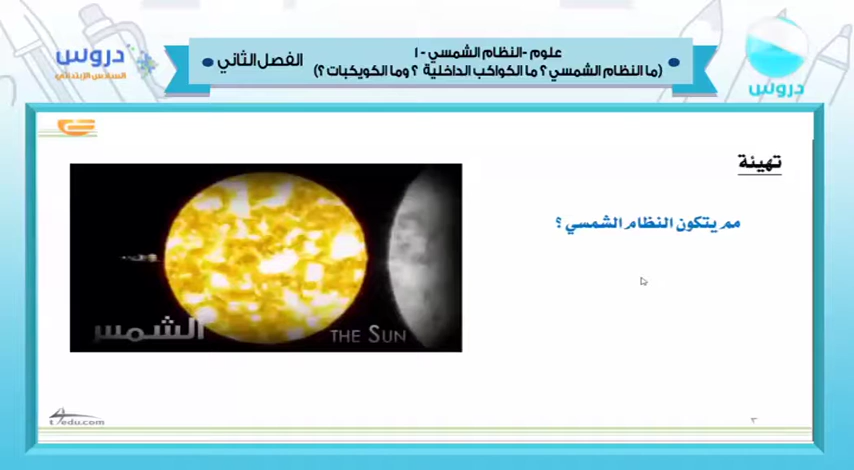 علوم -النظام الشمسي - ١
(ما النظام الشمسي ؟ ما الكواكب الداخلية ؟ وما الكويكبات ؟)
الفصل الثاني
دروس
السادس الإبتدائي
دروس
تهيئة
مم يتكون النظام الشمسي ؟
الشمس
THE SUN
t4edu.com
٣